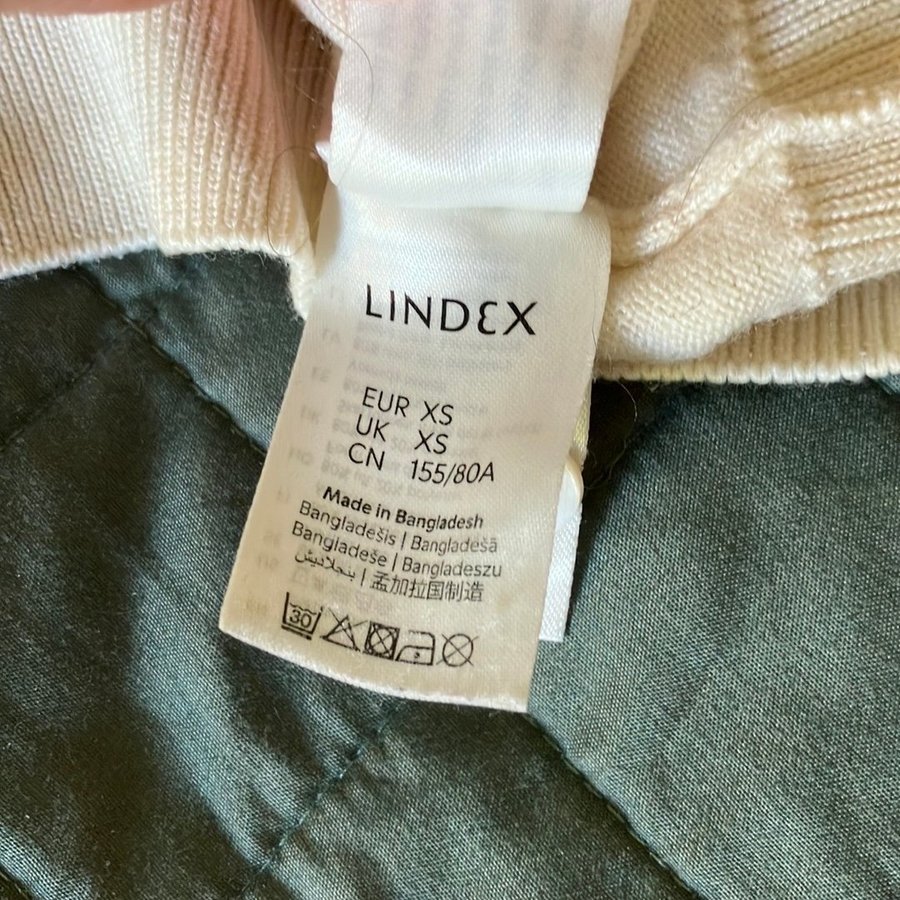 LINDEX
EUR XS
UK XS
CN 155/80A
Made in Bangladesh
Bangladešis | Bangladešā
Bangladeše | Bangladeszu
بنجلاديش | 孟加拉国制造
30